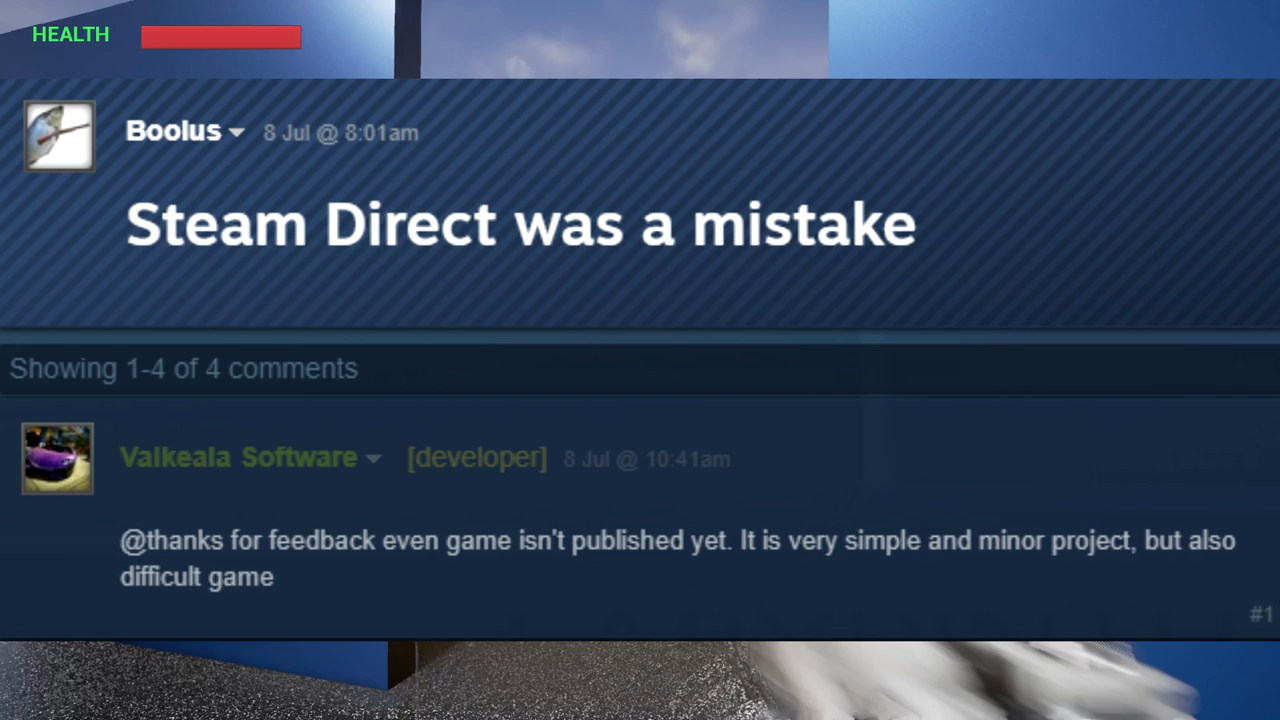 HEALTH
Boolus 8 Jul @ 8:01am
Steam Direct was a mistake
Showing 1-4 of 4 comments
Valkeala Software [developer] 8 Jul @ 10:41am
@thanks for feedback even game isn't published yet. It is very simple and minor project, but also
difficult game
#1